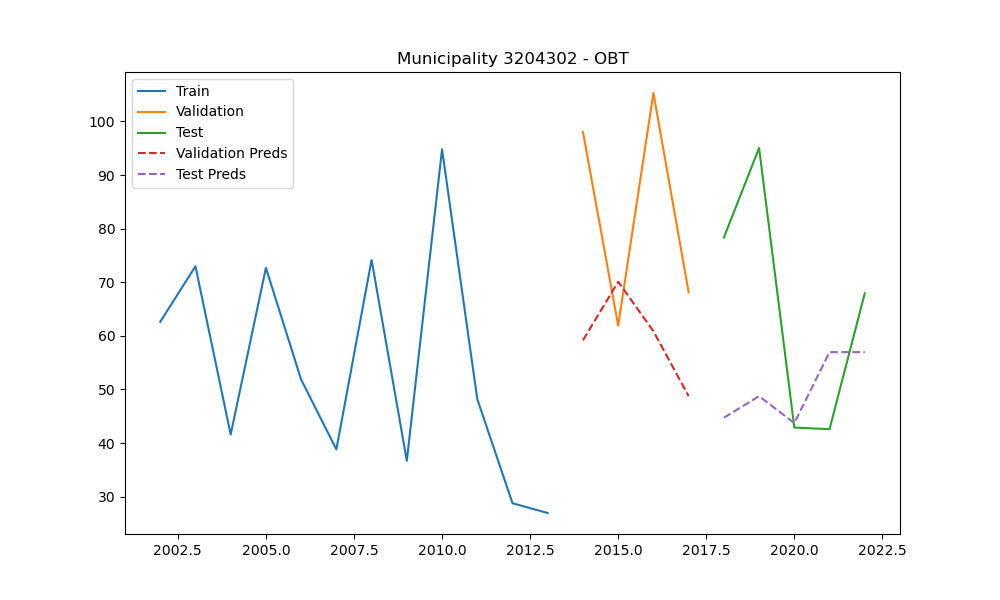 Municipality 3204302 - OBT
Train
Validation
Test
Validation Preds
Test Preds
100
90
80
70
60
50
40
30
2002.5 2005.0 2007.5 2010.0 2012.5 2015.0 2017.5 2020.0 2022.5